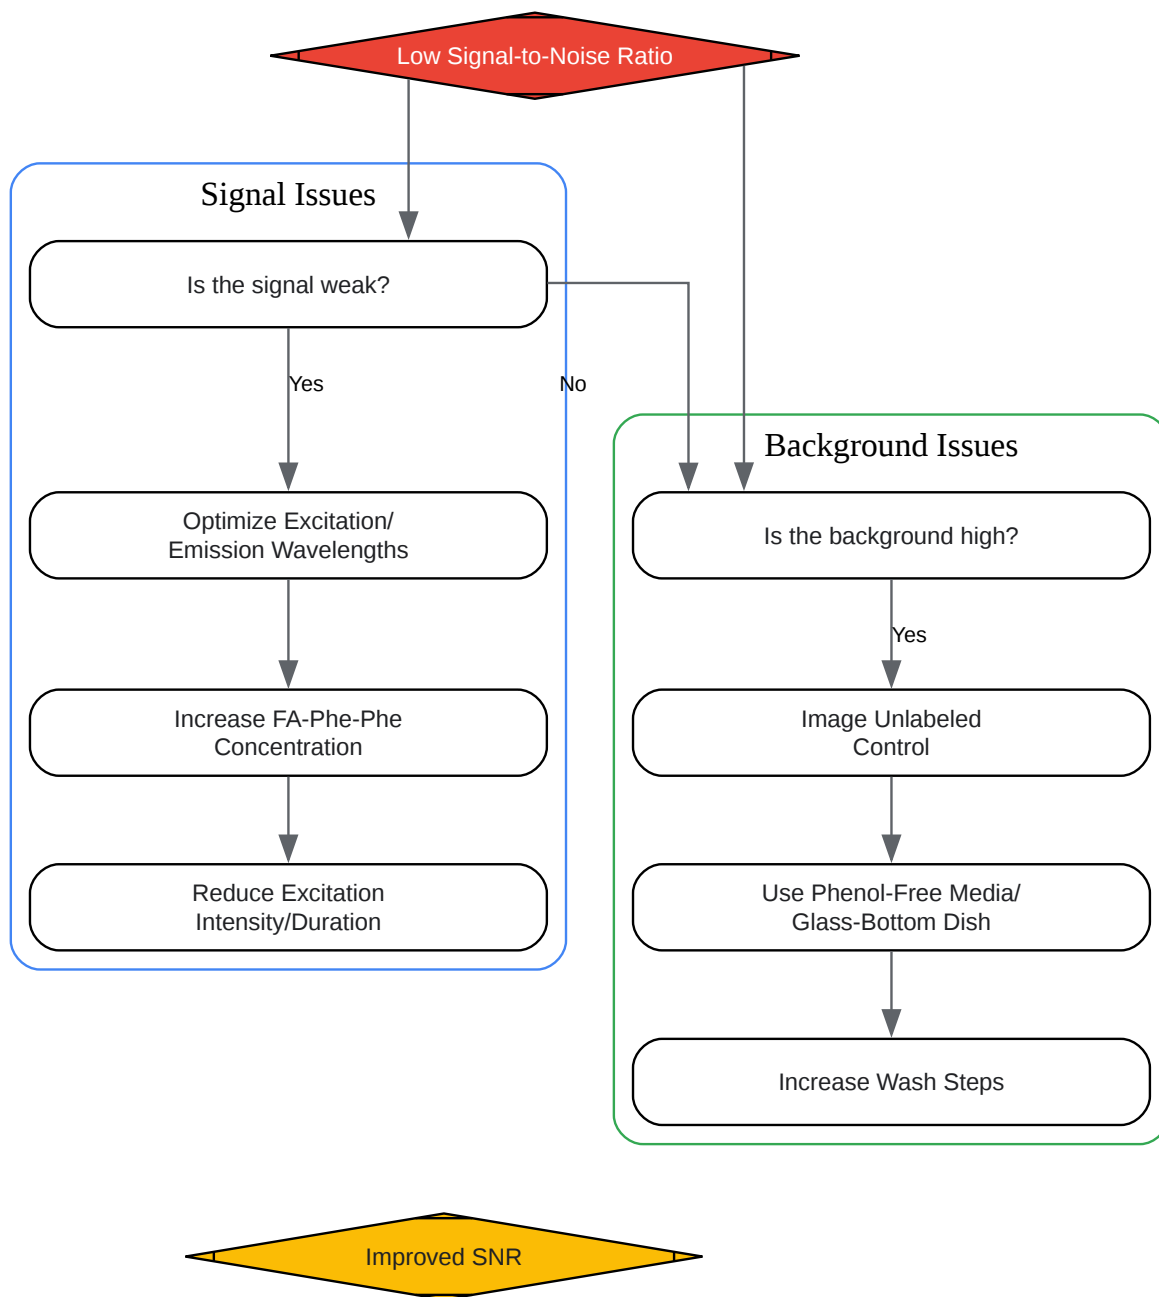 Low Signal-to-Noise Ratio
Signal Issues
Is the signal weak?
Yes
No
Optimize Excitation/
Emission Wavelengths
Increase FA-Phe-Phe
Concentration
Reduce Excitation
Intensity/Duration
Background Issues
Is the background high?
Yes
Image Unlabeled
Control
Use Phenol-Free Media/
Glass-Bottom Dish
Increase Wash Steps
Improved SNR